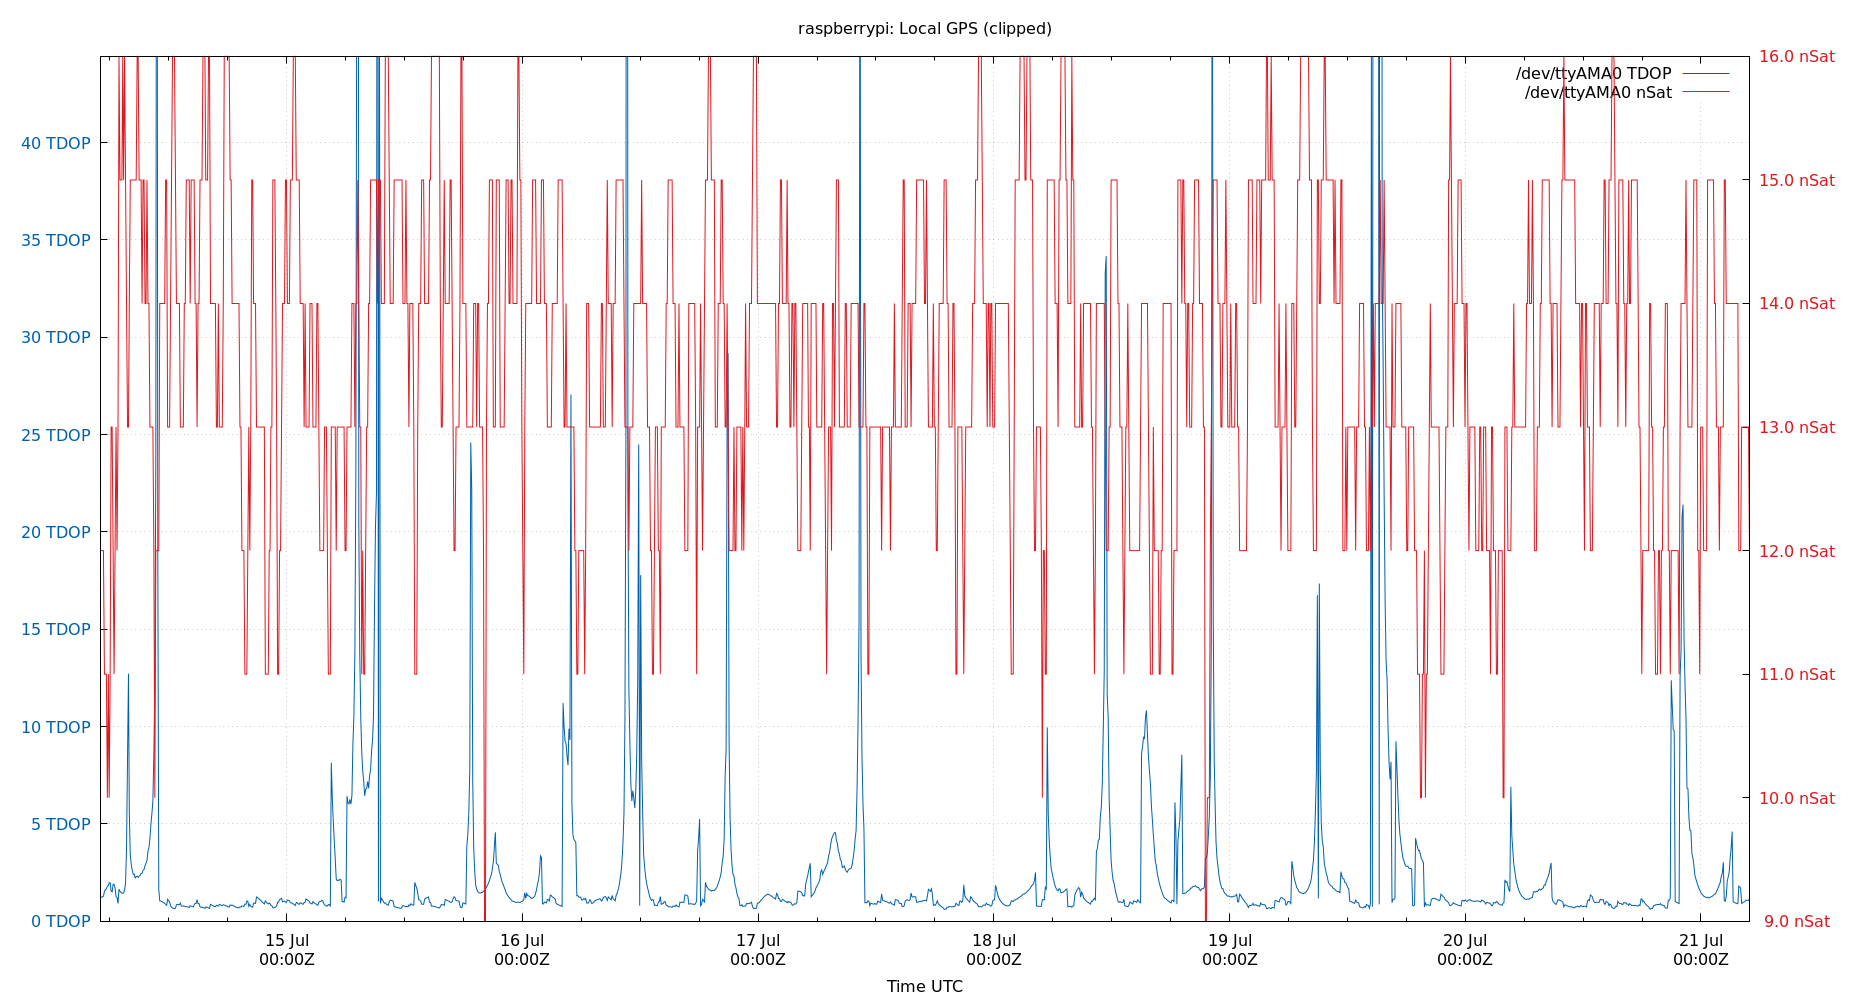 raspberrypi: Local GPS (clipped)
16.0 nSat
/dev/ttyAMA0 TDOP
/dev/ttyAMA0 nSat
40 TDOP
15.0 nSat
35 TDOP
14.0 nSat
30 TDOP
25 TDOP
13.0 nSat
20 TDOP
12.0 nSat
15 TDOP
11.0 nSat
10 TDOP
10.0 nSat
5 TDOP
0 TDOP
9.0 nSat
15 Jul 16 Jul 17 Jul 18 Jul 19 Jul 20 Jul 21 Jul
00:00Z 00:00Z 00:00Z 00:00Z 00:00Z 00:00Z 00:00Z
Time UTC